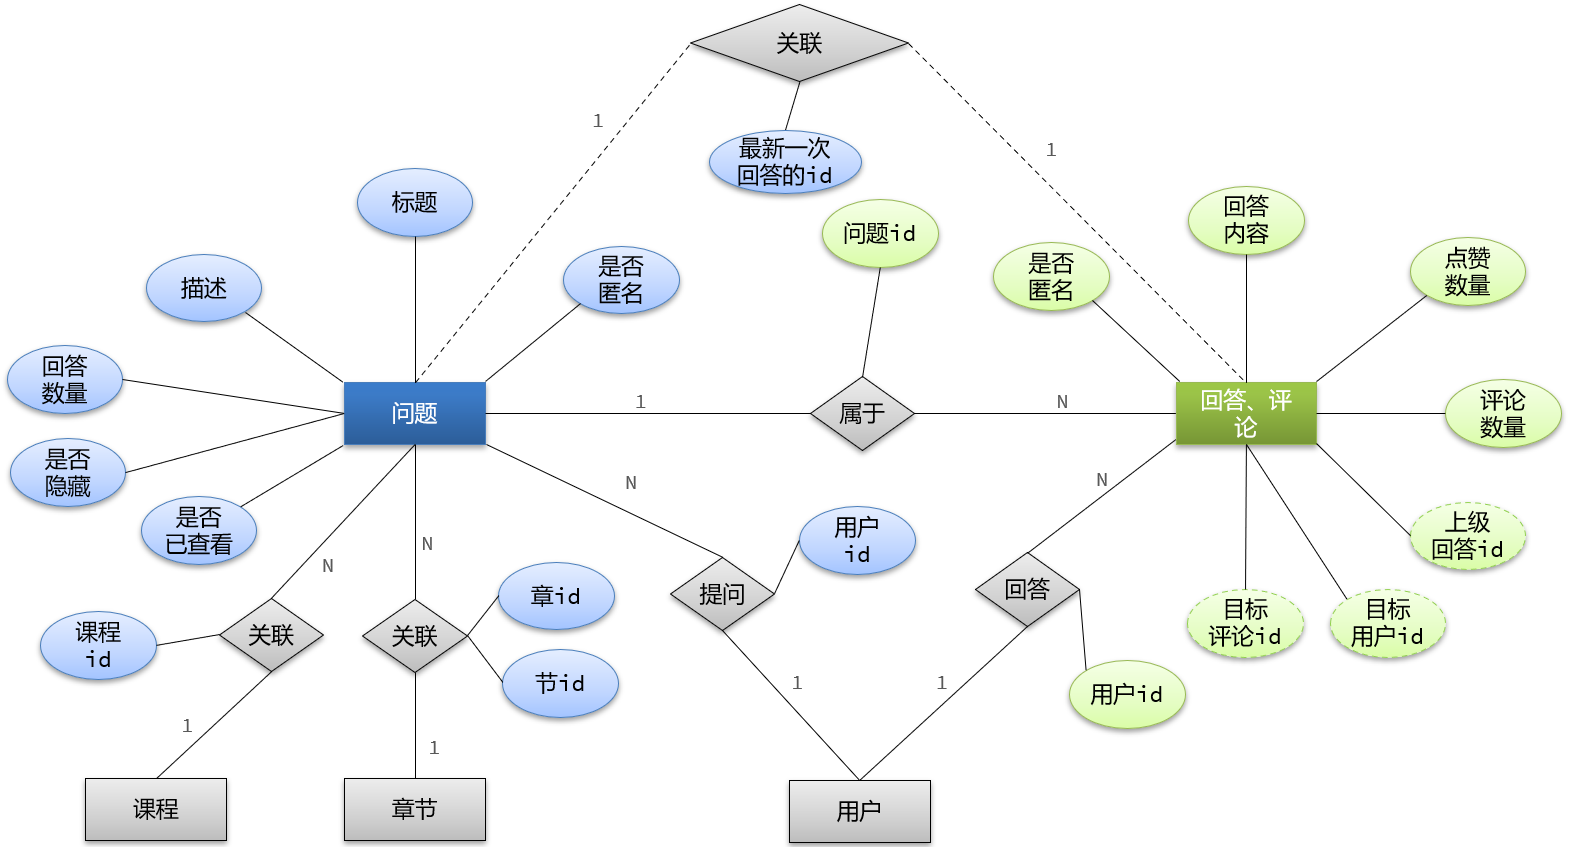 关联
1
1
最新一次
回答的id
标题
回答
内容
问题id
是否
匿名
是否
匿名
点赞
数量
描述
回答
数量
问题
1
属于
N
回答、评
论
评论
数量
是否
隐藏
是否
已查看
N
N
上级
回答id
用户
id
N
N
章id
提问
回答
目标
评论id
目标
用户id
课程
id
关联
关联
节id
1
1
用户id
1
1
课程
章节
用户